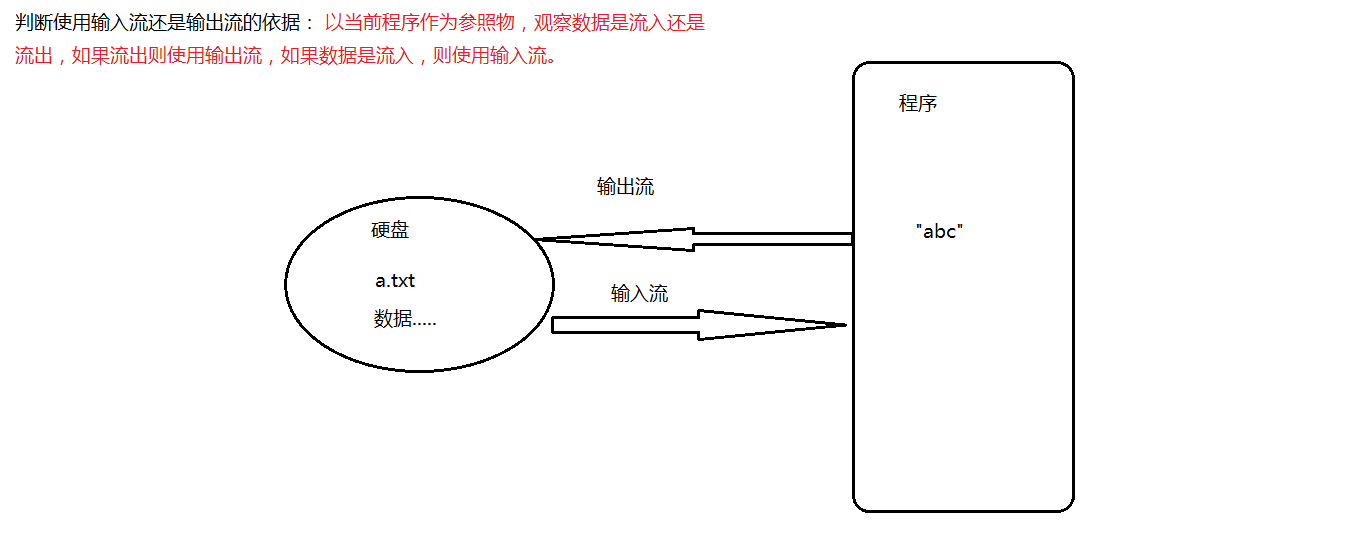 判断使用输入流还是输出流的依据： 以当前程序作为参照物，观察数据是流入还是
流出，如果流出则使用输出流，如果数据是流入，则使用输入流。
程序
输出流
硬盘
"abc"
a.txt
输入流
数据.....